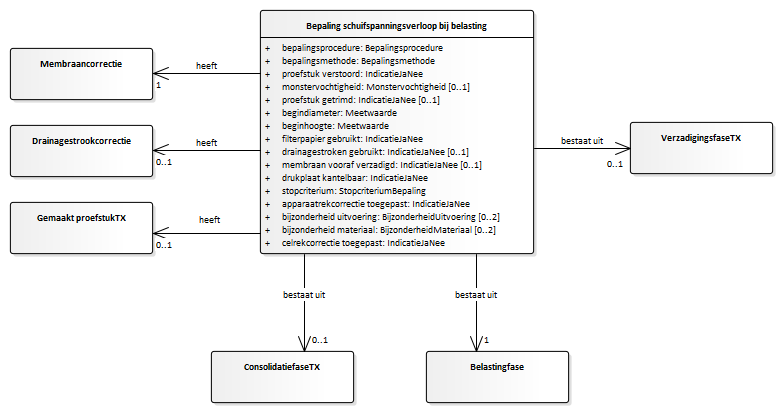 Bepaling schuifspanningsverloop bij belasting
+ bepalingsprocedure: Bepalingsprocedure
+ bepalingsmethode: Bepalingsmethode
+ proefstuk verstoord: IndicatieJaNee
+ monstervochtigheid: Monstervochtigheid [0..1]
+ proefstuk getrimd: IndicatieJaNee [0..1]
+ begindiameter: Meetwaarde
+ beginhoogte: Meetwaarde
+ filterpapier gebruikt: IndicatieJaNee
+ drainagestroken gebruikt: IndicatieJaNee [0..1]
+ membraan vooraf verzadigd: IndicatieJaNee [0..1]
+ drukplaat kantelbaar: IndicatieJaNee
+ stopcriterium: StopcriteriumBepaling
+ apparaatrekcorrectie toegepast: IndicatieJaNee
+ bijzonderheid uitvoering: BijzonderheidUitvoering [0..2]
+ bijzonderheid materiaal: BijzonderheidMateriaal [0..2]
+ celrekcorrectie toegepast: IndicatieJaNee
Membraancorrectie
heeft
1
Drainagestrookcorrectie
heeft
0..1
Gemaakt proefstukTX
heeft
0..1
bestaat uit
0..1
VerzadigingsfaseTX
bestaat uit
0..1
ConsolidatiefaseTX
bestaat uit
1
Belastingfase